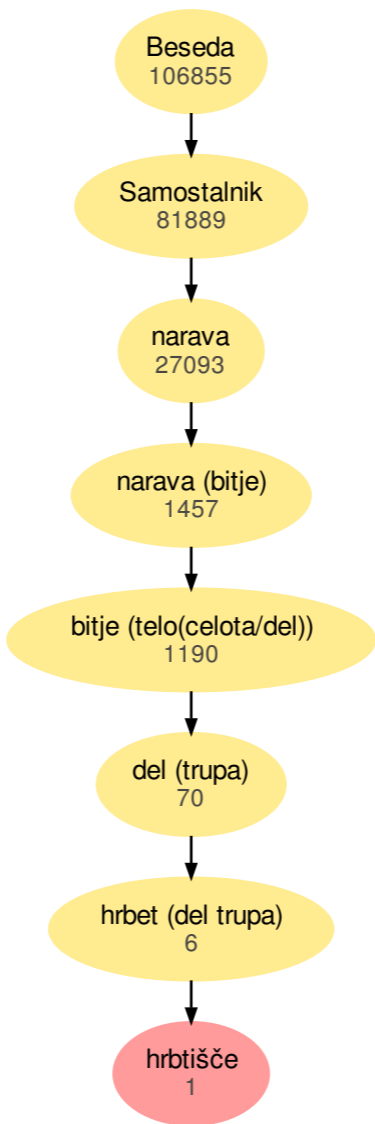 Beseda
106855
Samostalnik
81889
narava
27093
narava (bitje)
1457
bitje (telo(celota/del))
1190
del (trupa)
70
hrbet (del trupa)
6
hrbtišče
1